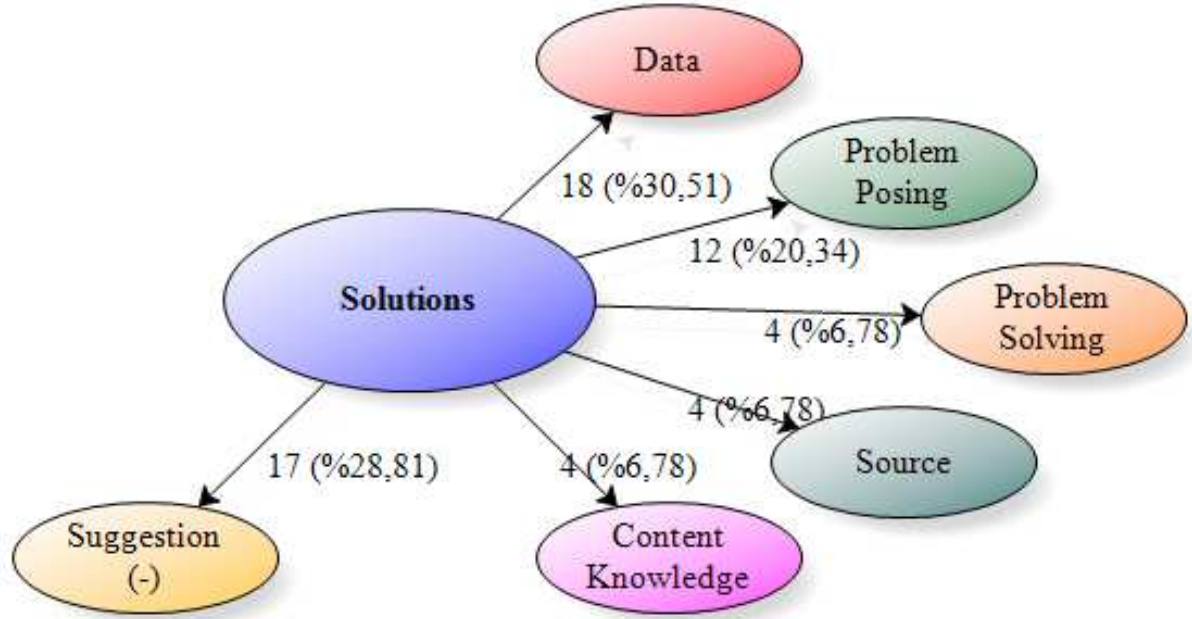 Data
18 (%30,51)
Problem
Posing
12 (%20,34)
Solutions
Problem
Solving
4 (%6,78)
4 (%6,78)
Source
17 (%28,81)
4 (%6,78)
Suggestion
(-)
Content
Knowledge